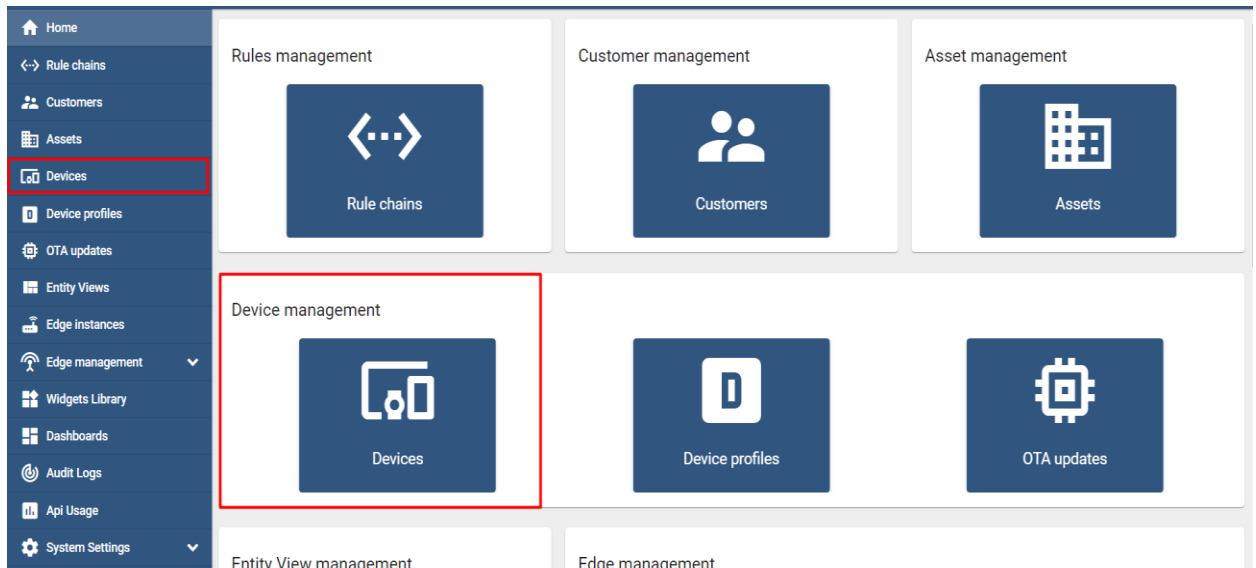 Home
Rule chains
Customers
Assets
Devices
Device profiles
OTA updates
Entity Views
Edge instances
Edge management
Widgets Library
Dashboards
Audit Logs
Api Usage
System Settings
Rules management
Rule chains
Customer management
Customers
Asset management
Assets
Device management
Devices
D
Device profiles
OTA updates
Entity View management
Edge management